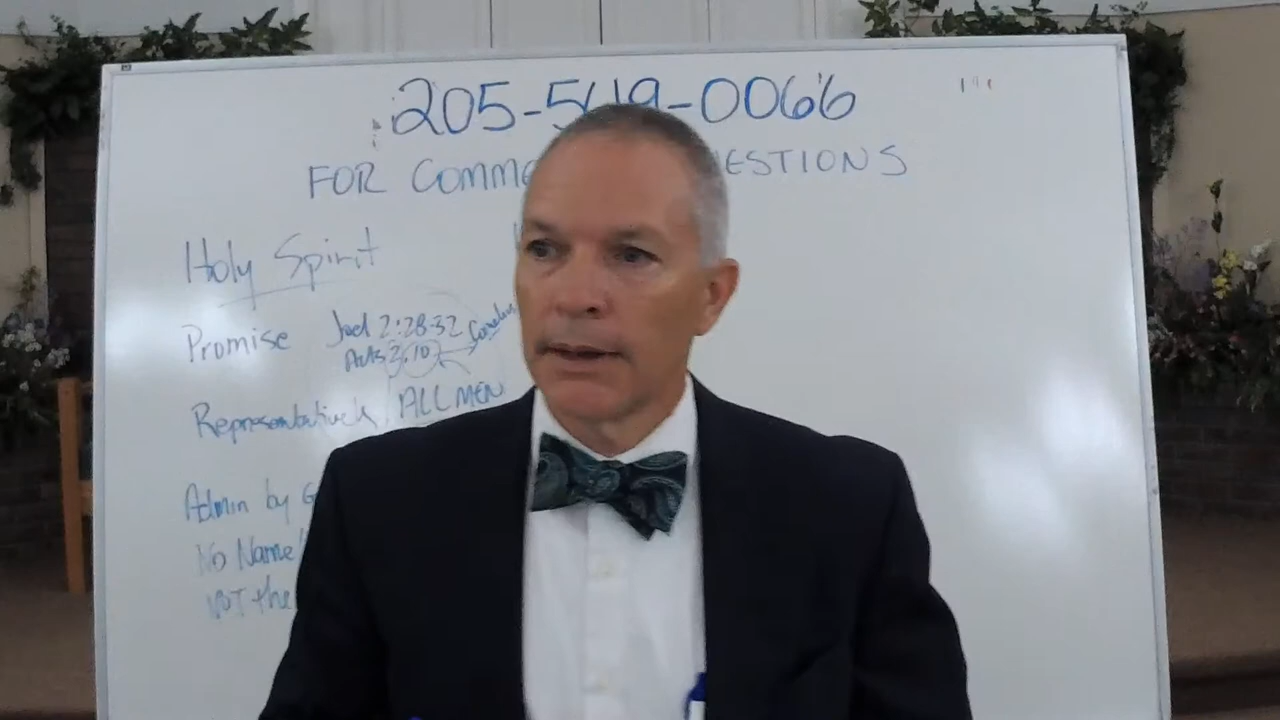 205-549-0066
FOR COMME ESTIONS
Holy Spirit
Promise Joel 2:28-32
Acts 2,10
Representatively ALL MEN
Admin by G
No Name
NOT the